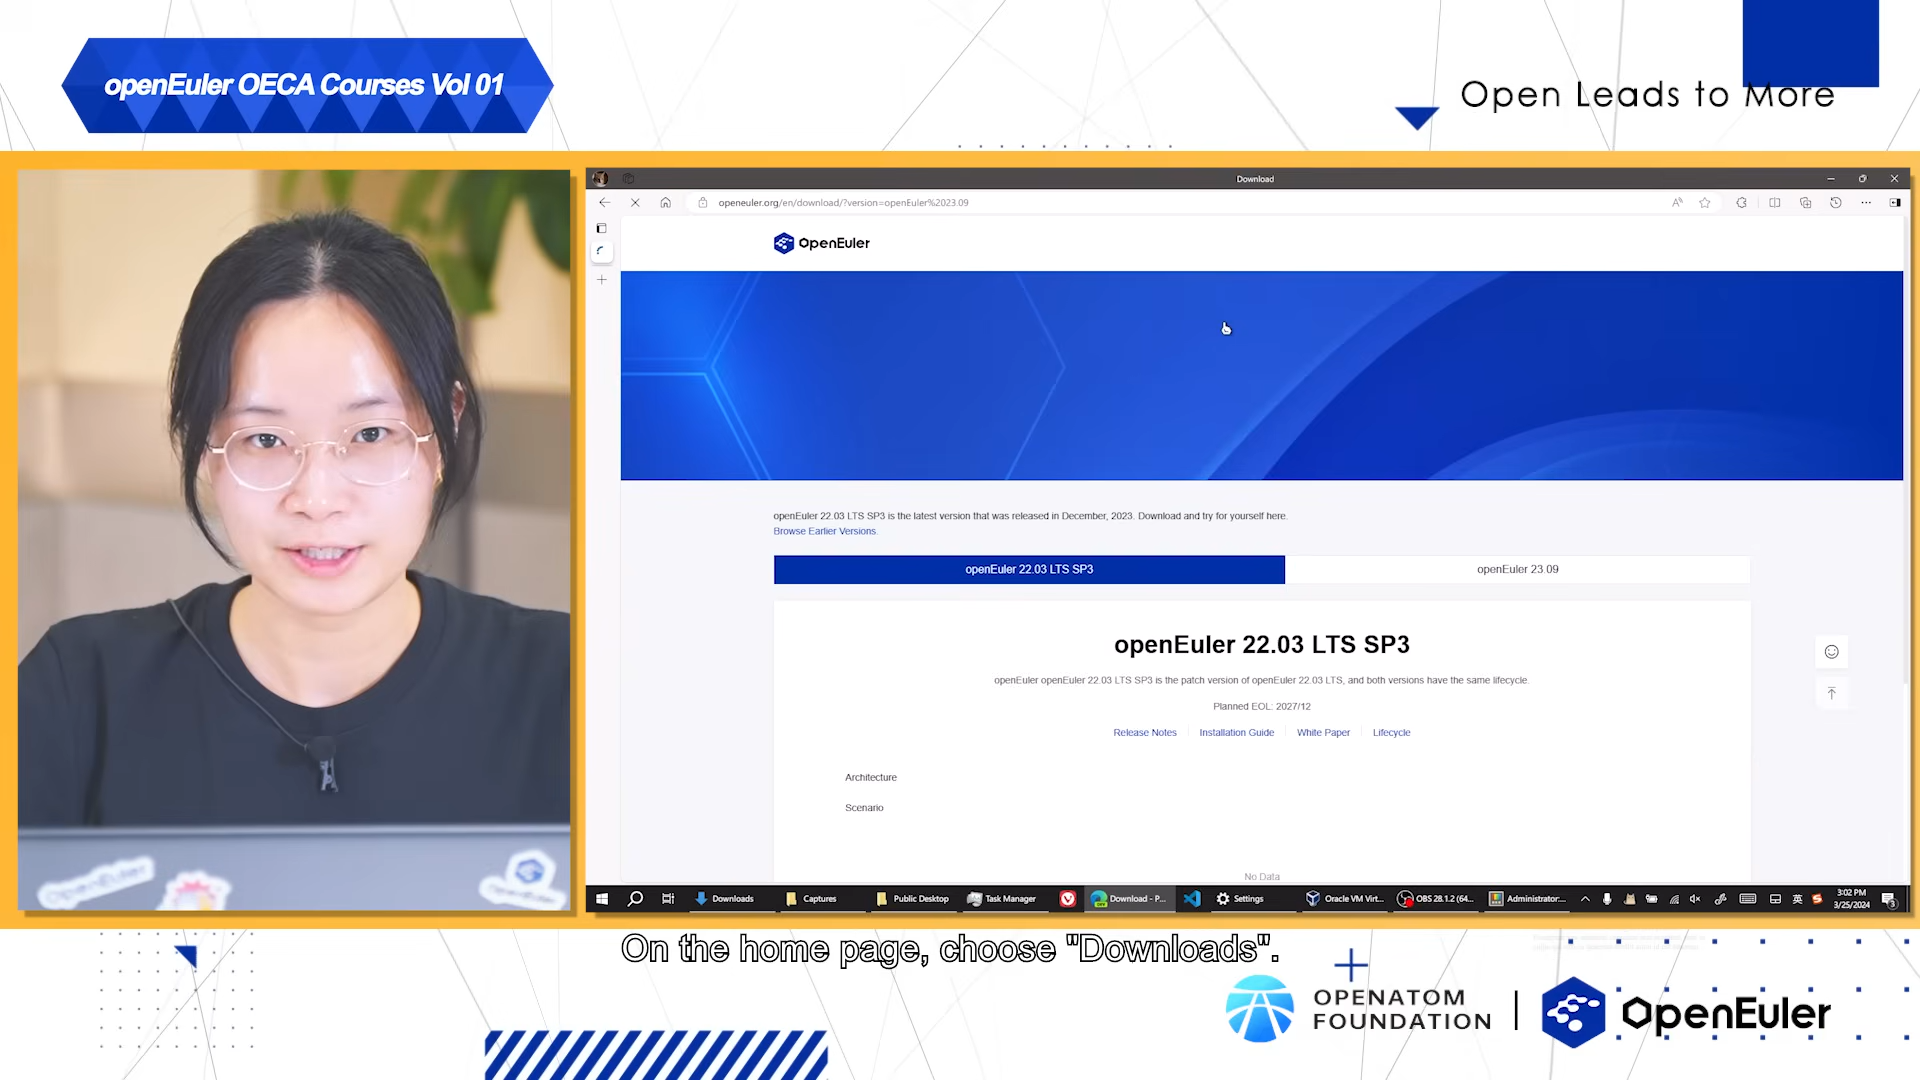 openEuler OECA Courses Vol 01
Open Leads to More
Download
openeuler.org/en/download/?version=openEuler%2023.09
OpenEuler
openEuler 22.03 LTS SP3 is the latest version that was released in December, 2023. Download and try for yourself here.
Browse Earlier Versions.
openEuler 22.03 LTS SP3
openEuler 23.09
openEuler 22.03 LTS SP3
openEuler openEuler 22.03 LTS SP3 is the patch version of openEuler 22.03 LTS, and both versions have the same lifecycle.
Planned EOL: 2027/12
Release Notes
Installation Guide
White Paper
Lifecycle
Architecture
Scenario
No Data
Downloads
Captures
Public Desktop
Task Manager
Download - P...
Settings
Oracle VM Virt...
OBS 28.1.2 (64...
Administrator:...
英
3:02 PM
3/25/2024
OpenEuler
On the home page, choose "Downloads".
OPENATOM
FOUNDATION
OpenEuler